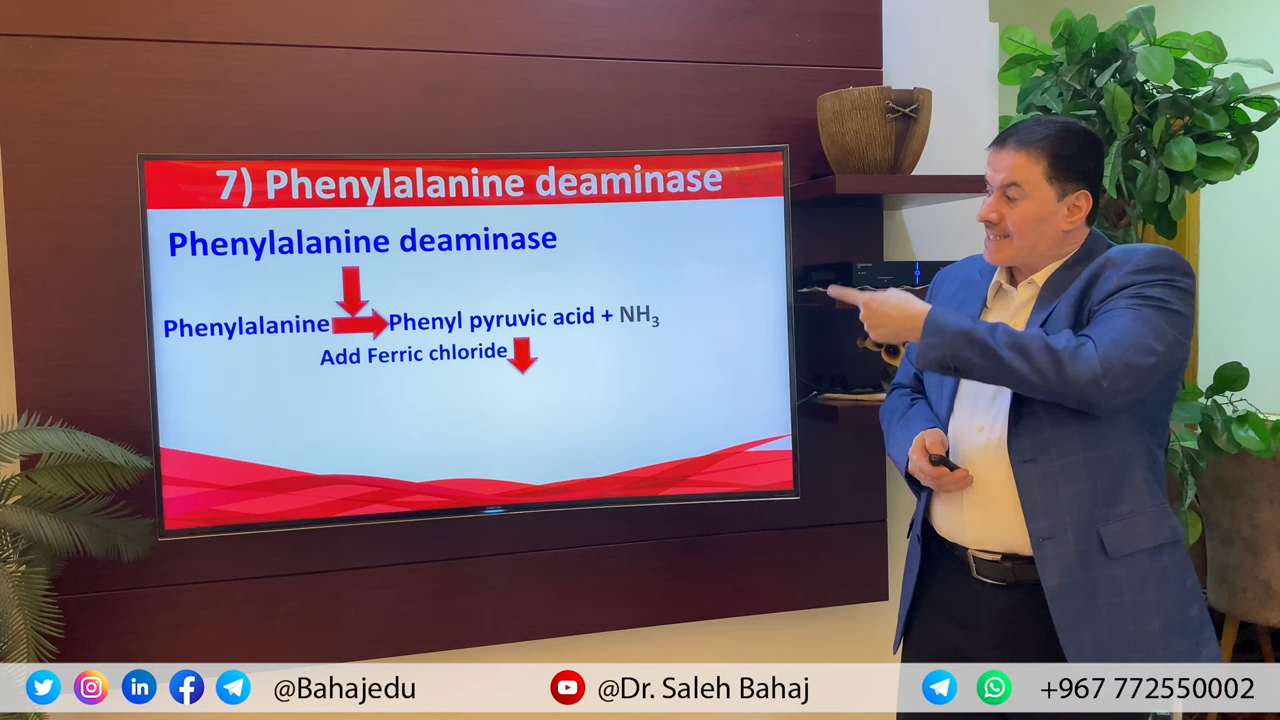 7) Phenylalanine deaminase
Phenylalanine deaminase
Phenylalanine Phenyl pyruvic acid + NH3
Add Ferric chloride
@Bahajedu @Dr. Saleh Bahaj +967 772550002